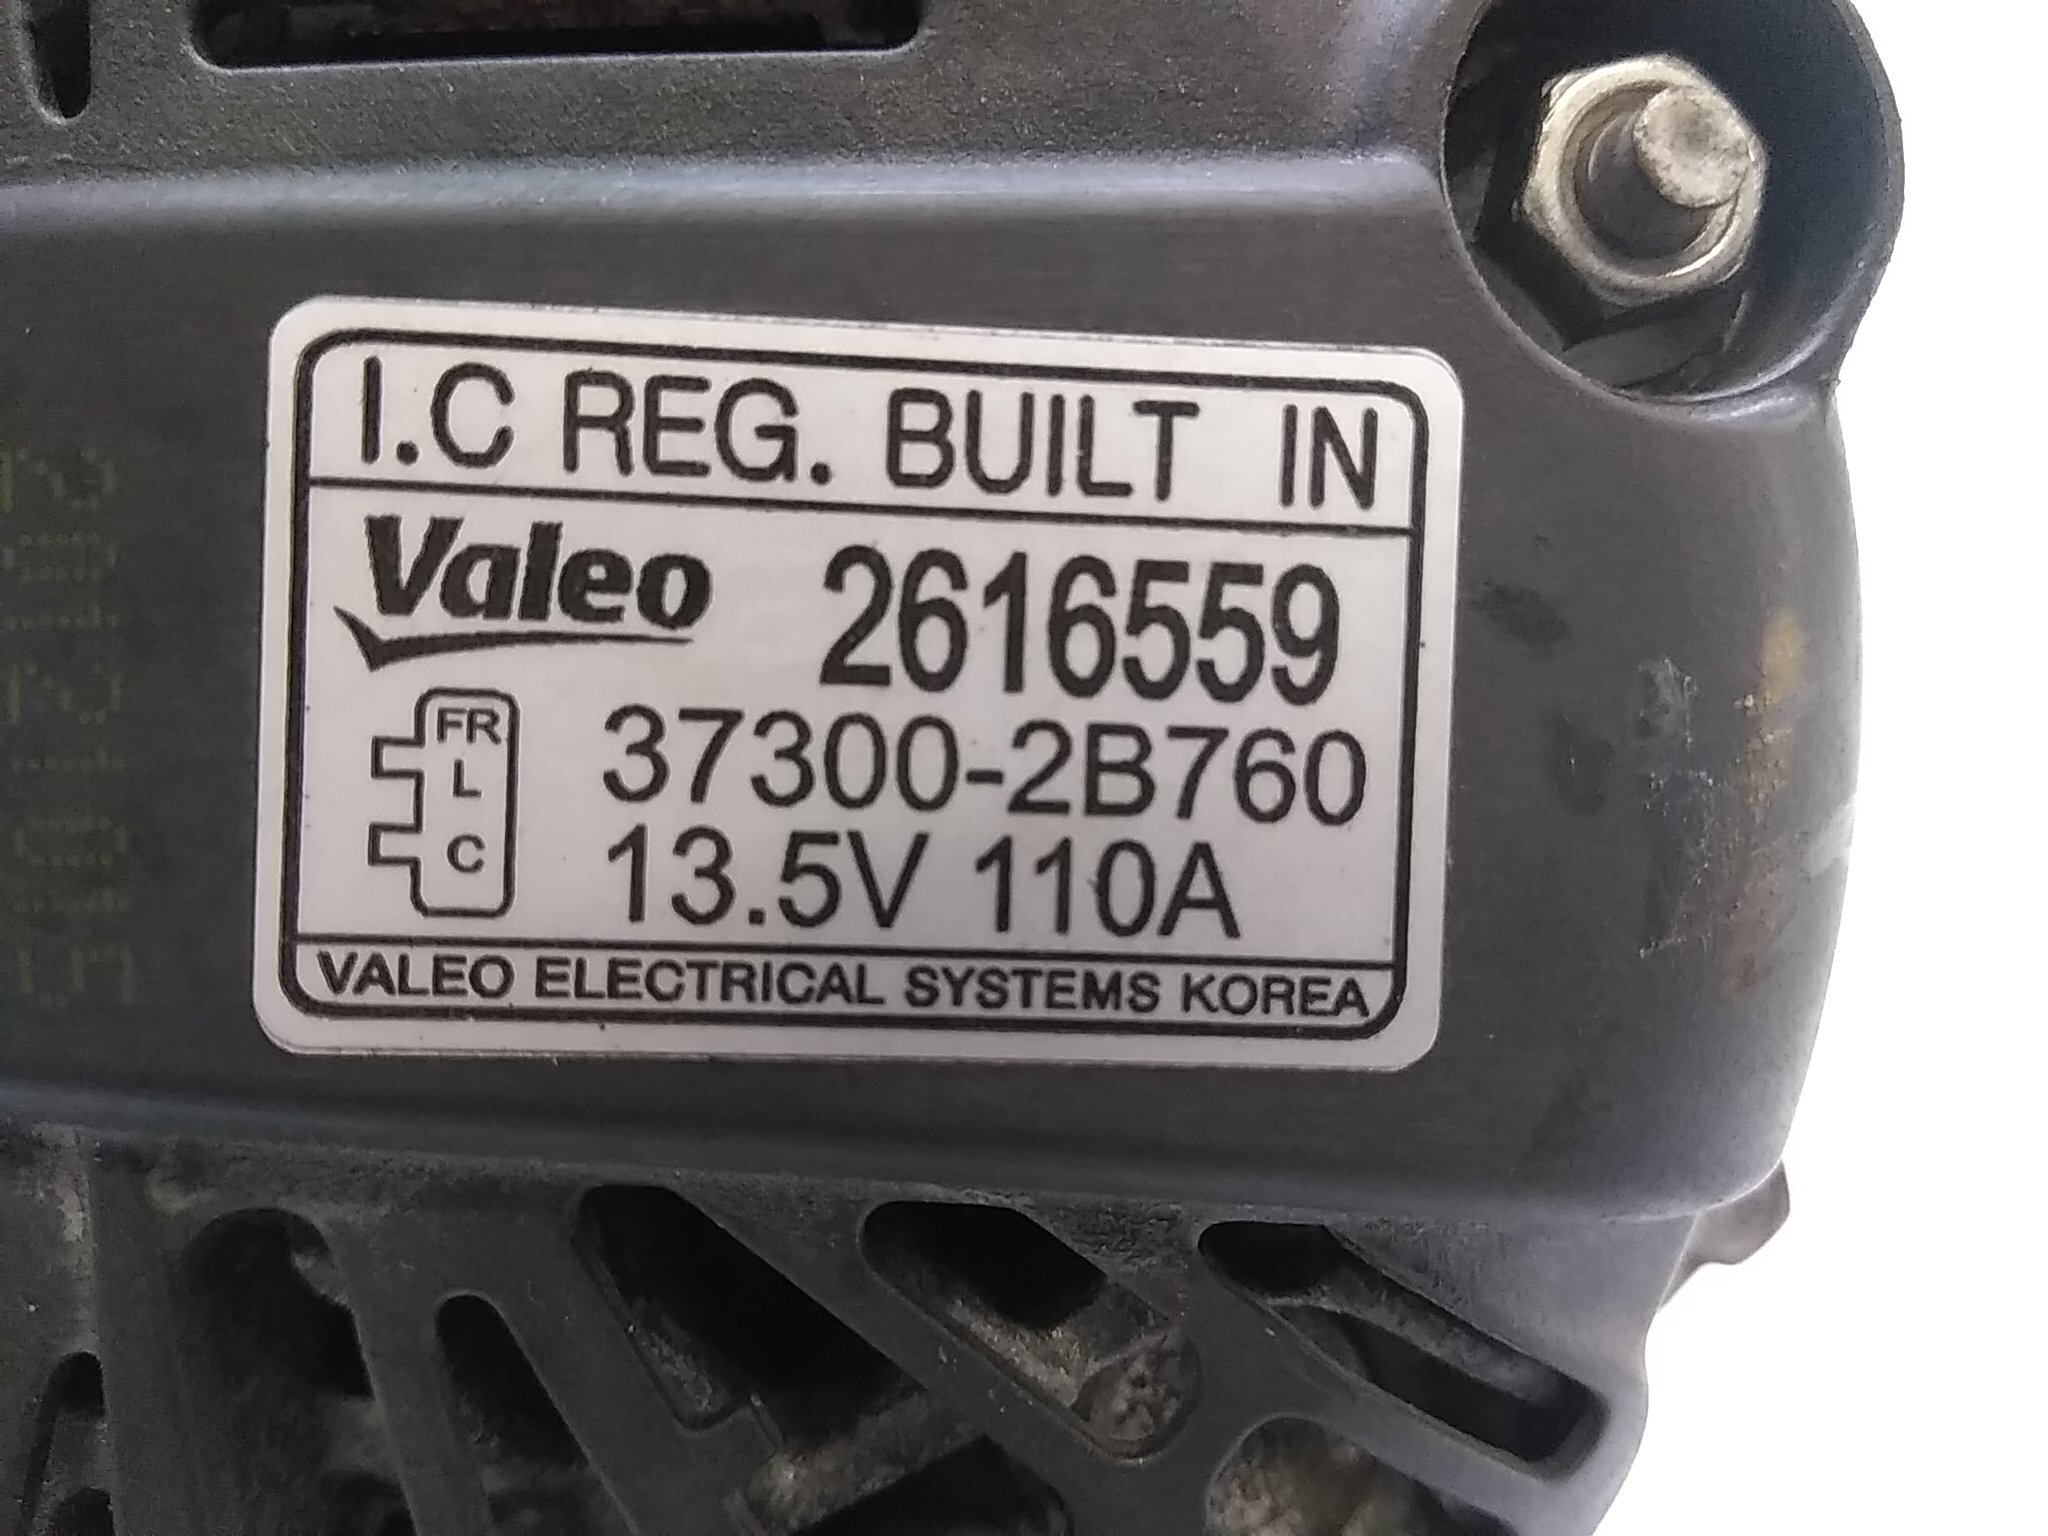 I.C REG. BUILT IN
Valeo 2616559
FR
L
C
37300-2B760
13.5V 110A
VALEO ELECTRICAL SYSTEMS KOREA